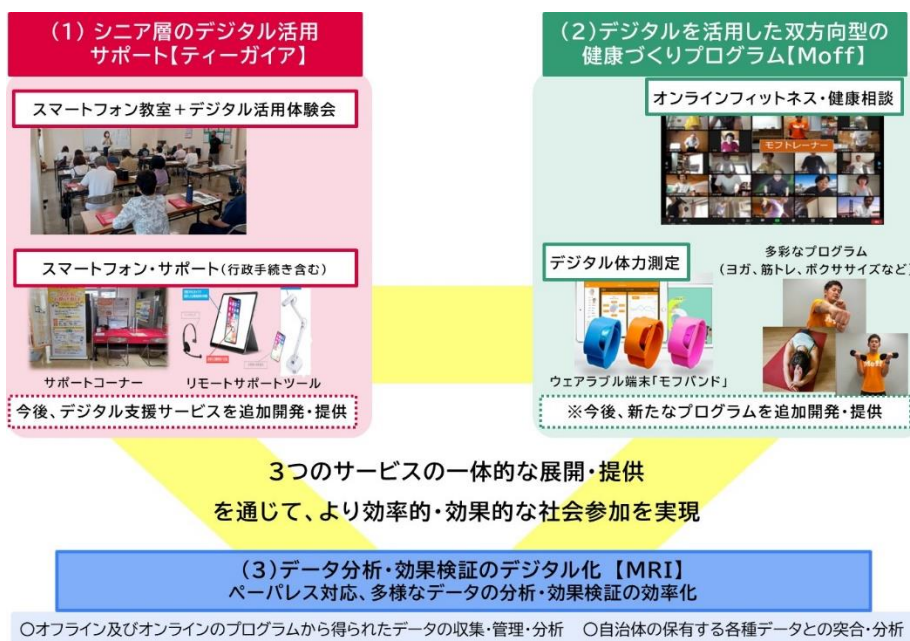 (1) シニア層のデジタル活用
サポート【ティーガイア】
スマートフォン教室+デジタル活用体験会
スマートフォン・サポート(行政手続き含む)
サポートコーナー
リモートサポートツール
今後、デジタル支援サービスを追加開発・提供
(2)デジタルを活用した双方向型の
健康づくりプログラム【Moff】
オンラインフィットネス・健康相談
モフトレーナー
デジタル体力測定
多彩なプログラム
(ヨガ、筋トレ、ボクササイズなど)
Moff
ウェアラブル端末「モフバンド」
※今後、新たなプログラムを追加開発・提供
3つのサービスの一体的な展開・提供
を通じて、より効率的・効果的な社会参加を実現
(3)データ分析・効果検証のデジタル化 【MRI】
ペーパレス対応、多様なデータの分析・効果検証の効率化
○オフライン及びオンラインのプログラムから得られたデータの収集・管理・分析 ○自治体の保有する各種データとの突合・分析